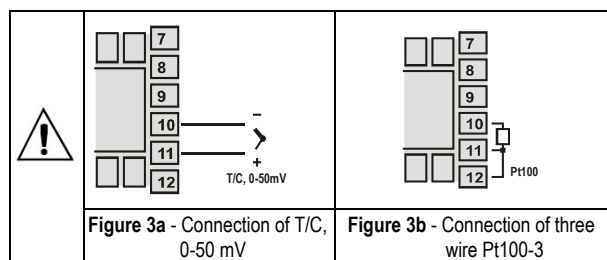 7
8
9
10
11
12
−
+
T/C, 0-50mV
7
8
9
10
11
12
Pt100
Figure 3a - Connection of T/C,
0-50 mV
Figure 3b - Connection of three
wire Pt100-3